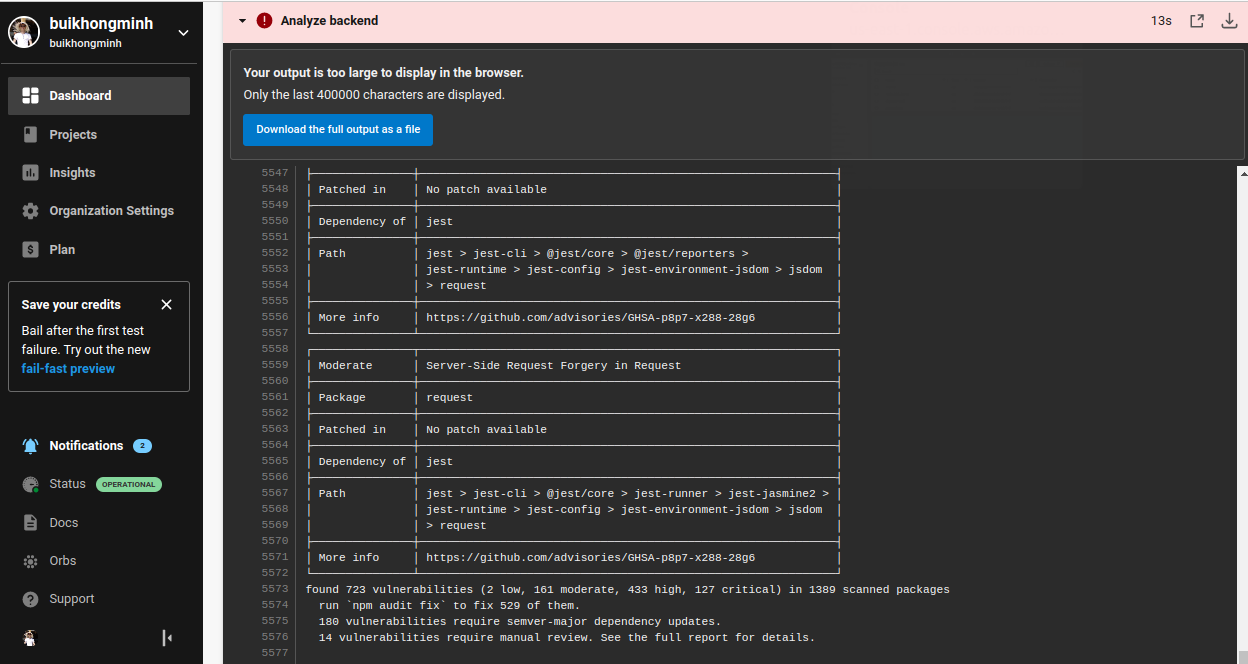 buikhongminh
buikhongminh
Dashboard
Projects
Insights
Organization Settings
Plan
Save your credits
Bail after the first test
failure. Try out the new
fail-fast preview
Notifications 2
Status OPERATIONAL
Docs
Orbs
Support
Analyze backend 13s
Your output is too large to display in the browser.
Only the last 400000 characters are displayed.
Download the full output as a file
5547
5548 Patched in No patch available
5549
5550 Dependency of jest
5551
5552 Path jest > jest-cli > @jest/core > @jest/reporters >
5553 jest-runtime > jest-config > jest-environment-jsdom > jsdom
5554 > request
5555
5556 More info https://github.com/advisories/GHSA-p8p7-x288-28g6
5557
5558
5559 Moderate Server-Side Request Forgery in Request
5560
5561 Package request
5562
5563 Patched in No patch available
5564
5565 Dependency of jest
5566
5567 Path jest > jest-cli > @jest/core > jest-runner > jest-jasmine2 >
5568 jest-runtime > jest-config > jest-environment-jsdom > jsdom
5569 > request
5570
5571 More info https://github.com/advisories/GHSA-p8p7-x288-28g6
5572
5573 found 723 vulnerabilities (2 low, 161 moderate, 433 high, 127 critical) in 1389 scanned packages
5574 run `npm audit fix` to fix 529 of them.
5575 180 vulnerabilities require semver-major dependency updates.
5576 14 vulnerabilities require manual review. See the full report for details.
5577